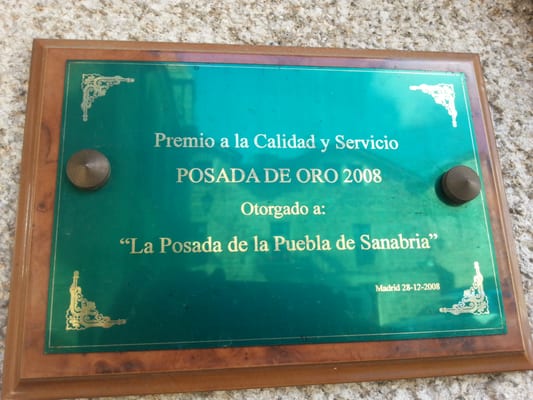 Premio a la Calidad y Servicio
POSADA DE ORO 2008
Otorgado a:
“La Posada de la Puebla de Sanabria”
Madrid 28-12-2008